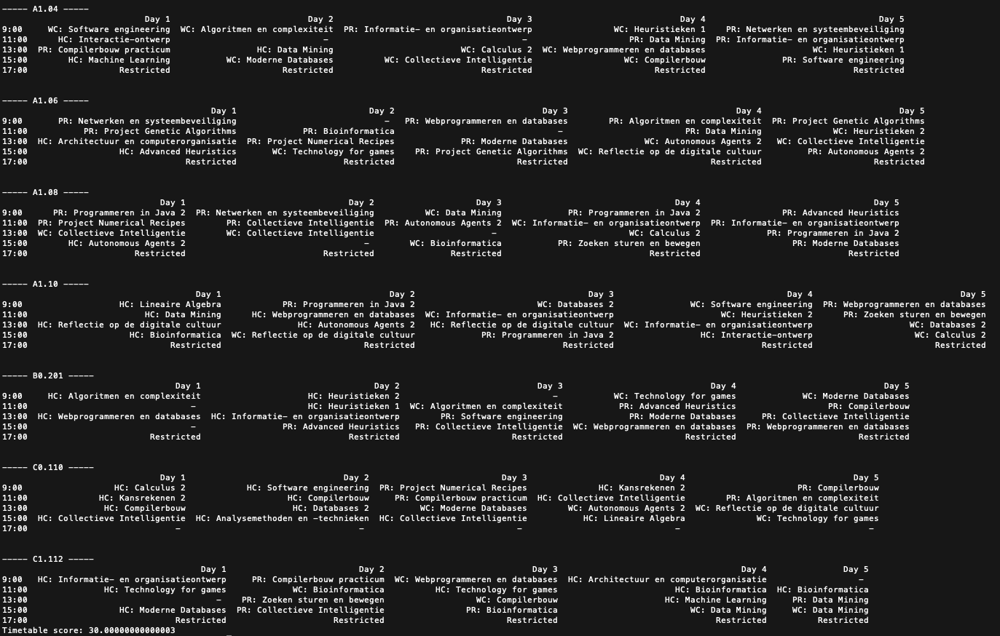 ----- A1.04 -----
Day 1 Day 2 Day 3 Day 4 Day 5
9:00 WC: Software engineering WC: Algoritmen en complexiteit PR: Informatie- en organisatieontwerp WC: Heuristieken 1 PR: Netwerken en systeembeveiliging
11:00 HC: Interactie-ontwerp - - PR: Data Mining PR: Informatie- en organisatieontwerp
13:00 PR: Compilerbouw practicum HC: Data Mining WC: Calculus 2 WC: Webprogrammeren en databases WC: Heuristieken 1
15:00 HC: Machine Learning WC: Moderne Databases WC: Collectieve Intelligentie WC: Compilerbouw PR: Software engineering
17:00 Restricted Restricted Restricted Restricted Restricted
----- A1.06 -----
Day 1 Day 2 Day 3 Day 4 Day 5
9:00 PR: Netwerken en systeembeveiliging - PR: Webprogrammeren en databases PR: Algoritmen en complexiteit PR: Project Genetic Algorithms
11:00 PR: Project Genetic Algorithms PR: Bioinformatica - PR: Data Mining WC: Heuristieken 2
13:00 HC: Architectuur en computerorganisatie PR: Project Numerical Recipes PR: Moderne Databases WC: Autonomous Agents 2 WC: Collectieve Intelligentie
15:00 HC: Advanced Heuristics WC: Technology for games PR: Project Genetic Algorithms WC: Reflectie op de digitale cultuur PR: Autonomous Agents 2
17:00 Restricted Restricted Restricted Restricted Restricted
----- A1.08 -----
Day 1 Day 2 Day 3 Day 4 Day 5
9:00 PR: Programmeren in Java 2 PR: Netwerken en systeembeveiliging WC: Data Mining PR: Programmeren in Java 2 PR: Advanced Heuristics
11:00 PR: Project Numerical Recipes PR: Collectieve Intelligentie PR: Autonomous Agents 2 WC: Informatie- en organisatieontwerp PR: Informatie- en organisatieontwerp
13:00 WC: Collectieve Intelligentie WC: Collectieve Intelligentie - WC: Calculus 2 PR: Programmeren in Java 2
15:00 HC: Autonomous Agents 2 - WC: Bioinformatica PR: Zoeken sturen en bewegen PR: Moderne Databases
17:00 Restricted Restricted Restricted Restricted Restricted
----- A1.10 -----
Day 1 Day 2 Day 3 Day 4 Day 5
9:00 HC: Lineaire Algebra PR: Programmeren in Java 2 WC: Databases 2 WC: Software engineering PR: Webprogrammeren en databases
11:00 HC: Data Mining HC: Webprogrammeren en databases WC: Informatie- en organisatieontwerp WC: Heuristieken 2 PR: Zoeken sturen en bewegen
13:00 HC: Reflectie op de digitale cultuur HC: Autonomous Agents 2 HC: Reflectie op de digitale cultuur WC: Informatie- en organisatieontwerp WC: Databases 2
15:00 HC: Bioinformatica WC: Reflectie op de digitale cultuur PR: Programmeren in Java 2 HC: Interactie-ontwerp WC: Calculus 2
17:00 Restricted Restricted Restricted Restricted Restricted
----- B0.201 -----
Day 1 Day 2 Day 3 Day 4 Day 5
9:00 HC: Algoritmen en complexiteit HC: Heuristieken 2 - WC: Technology for games WC: Moderne Databases
11:00 - HC: Heuristieken 1 WC: Algoritmen en complexiteit PR: Advanced Heuristics PR: Compilerbouw
13:00 HC: Webprogrammeren en databases HC: Informatie- en organisatieontwerp PR: Software engineering PR: Moderne Databases PR: Collectieve Intelligentie
15:00 - PR: Advanced Heuristics PR: Collectieve Intelligentie WC: Webprogrammeren en databases PR: Webprogrammeren en databases
17:00 Restricted Restricted Restricted Restricted Restricted
----- C0.110 -----
Day 1 Day 2 Day 3 Day 4 Day 5
9:00 HC: Calculus 2 HC: Software engineering PR: Project Numerical Recipes HC: Kansrekenen 2 PR: Compilerbouw
11:00 HC: Kansrekenen 2 HC: Compilerbouw PR: Compilerbouw practicum HC: Collectieve Intelligentie PR: Algoritmen en complexiteit
13:00 HC: Compilerbouw HC: Databases 2 WC: Moderne Databases WC: Autonomous Agents 2 WC: Reflectie op de digitale cultuur
15:00 HC: Collectieve Intelligentie HC: Analysemethoden en -technieken HC: Collectieve Intelligentie HC: Lineaire Algebra WC: Technology for games
17:00 - - - - -
----- C1.112 -----
Day 1 Day 2 Day 3 Day 4 Day 5
9:00 HC: Informatie- en organisatieontwerp PR: Compilerbouw practicum WC: Webprogrammeren en databases HC: Architectuur en computerorganisatie -
11:00 HC: Technology for games WC: Bioinformatica HC: Technology for games HC: Bioinformatica HC: Bioinformatica
13:00 - PR: Zoeken sturen en bewegen WC: Compilerbouw HC: Machine Learning PR: Data Mining
15:00 HC: Moderne Databases PR: Collectieve Intelligentie PR: Bioinformatica WC: Data Mining WC: Data Mining
17:00 Restricted Restricted Restricted Restricted Restricted
Timetable score: 30.00000000000003